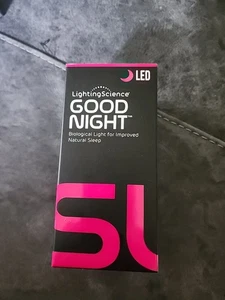 LED
LightingScience®
GOOD
NIGHT™
Biological Light for Improved
Natural Sleep
SL